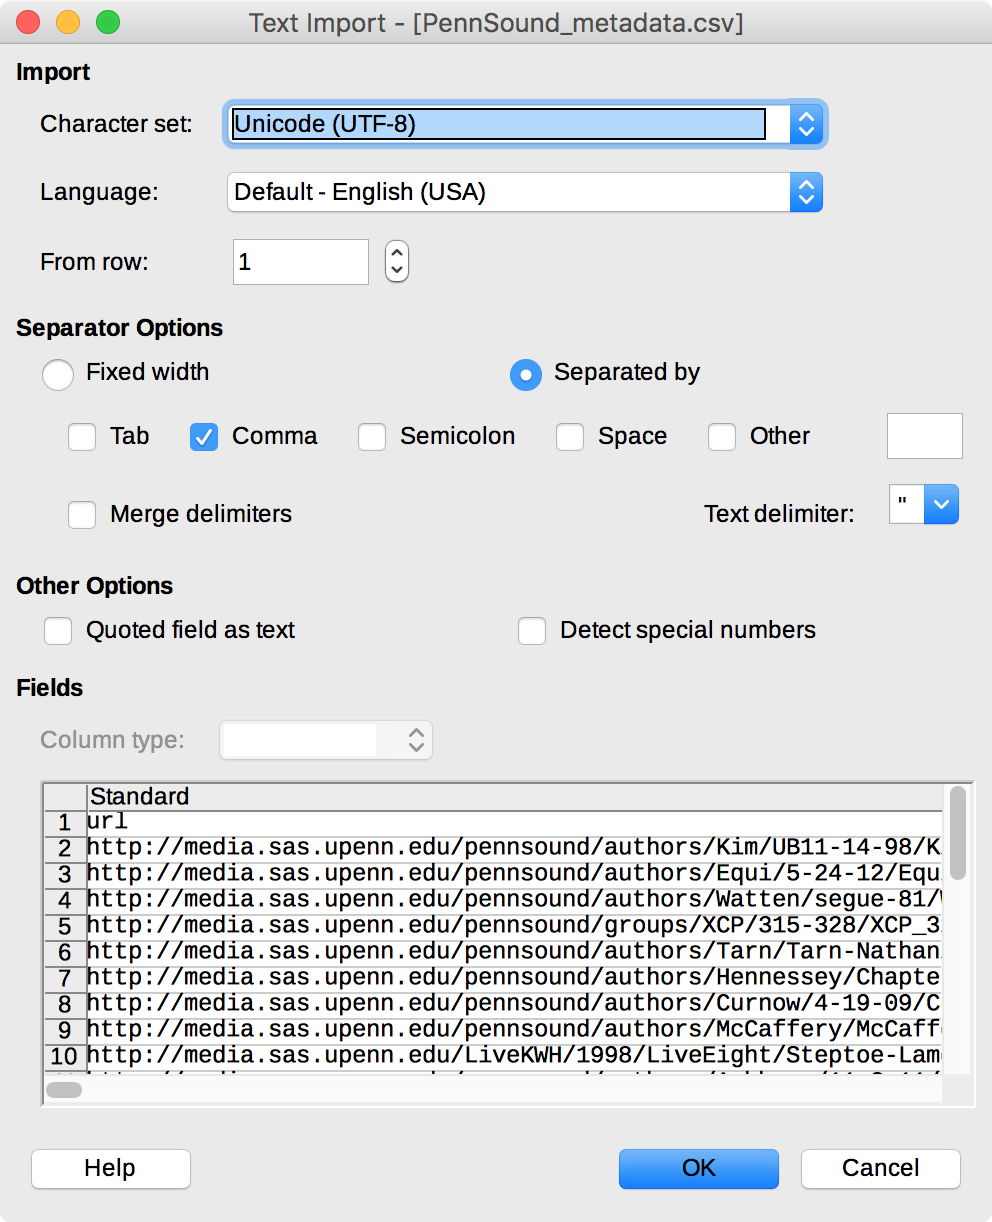 Text Import - [PennSound_metadata.csv]
Import
Character set: Unicode (UTF-8)
Language: Default - English (USA)
From row: 1
Separator Options
Fixed width Separated by
Tab Comma Semicolon Space Other
Merge delimiters Text delimiter: "
Other Options
Quoted field as text Detect special numbers
Fields
Column type:
Standard
1 url
2 http://media.sas.upenn.edu/pennsound/authors/Kim/UB11-14-98/K
3 http://media.sas.upenn.edu/pennsound/authors/Equi/5-24-12/Equ
4 http://media.sas.upenn.edu/pennsound/authors/Watten/segue-81/
5 http://media.sas.upenn.edu/pennsound/groups/XCP/315-328/XCP_3
6 http://media.sas.upenn.edu/pennsound/authors/Tarn/Tarn-Nathan
7 http://media.sas.upenn.edu/pennsound/authors/Hennessey/Chapte
8 http://media.sas.upenn.edu/pennsound/authors/Curnow/4-19-09/C
9 http://media.sas.upenn.edu/pennsound/authors/McCaffery/McCaff
10 http://media.sas.upenn.edu/LiveKWH/1998/LiveEight/Steptoe-Lam
Help OK Cancel